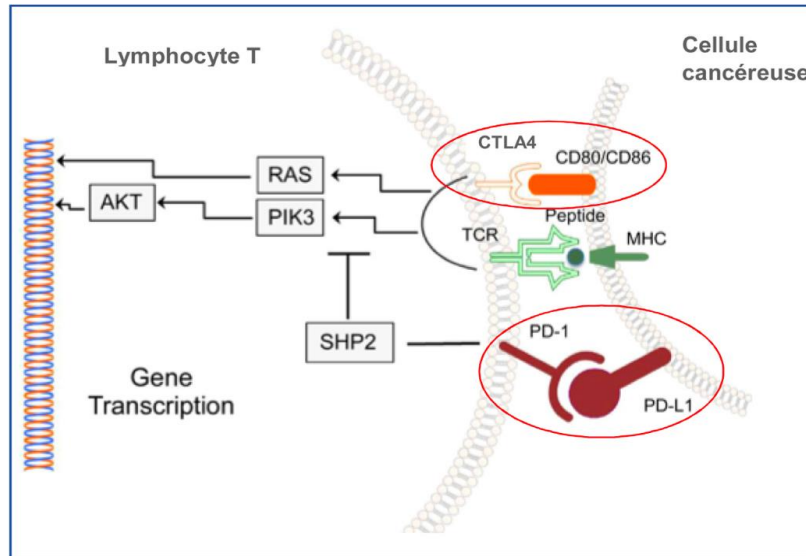 Lymphocyte T
Cellule
cancéreuse
CTLA4
CD80/CD86
RAS
AKT
PIK3
TCR
Peptide
MHC
SHP2
PD-1
PD-L1
Gene
Transcription